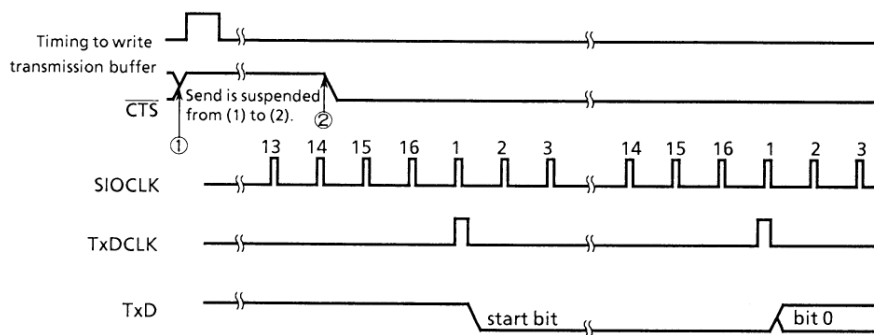 Timing to write
transmission buffer
CTS
Send is suspended
from (1) to (2).
① ②
13 14 15 16 1 2 3 14 15 16 1 2 3
SIOCLK
TxDCLK
TxD
start bit
bit 0